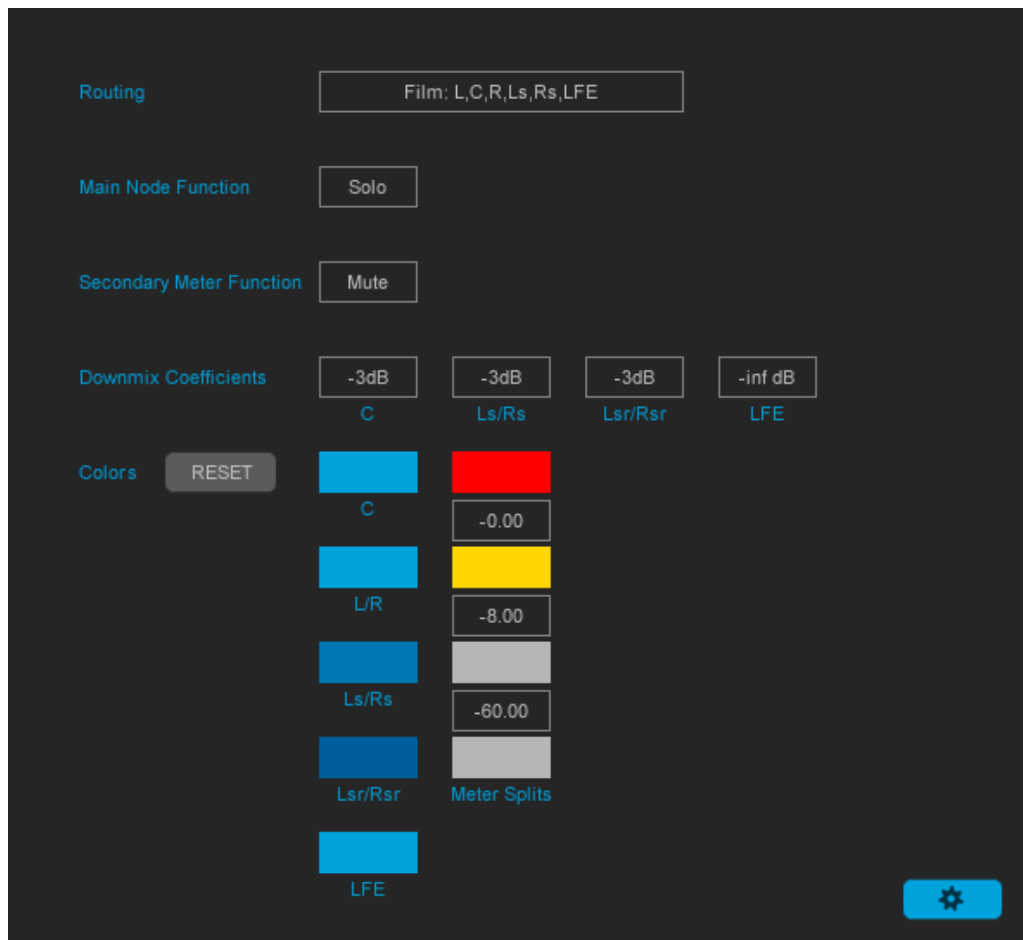 Routing Film: L,C,R,Ls,Rs,LFE
Main Node Function Solo
Secondary Meter Function Mute
Downmix Coefficients -3dB -3dB -3dB -inf dB
C Ls/Rs Lsr/Rsr LFE
Colors RESET
C -0.00
L/R -8.00
Ls/Rs -60.00
Lsr/Rsr Meter Splits
LFE